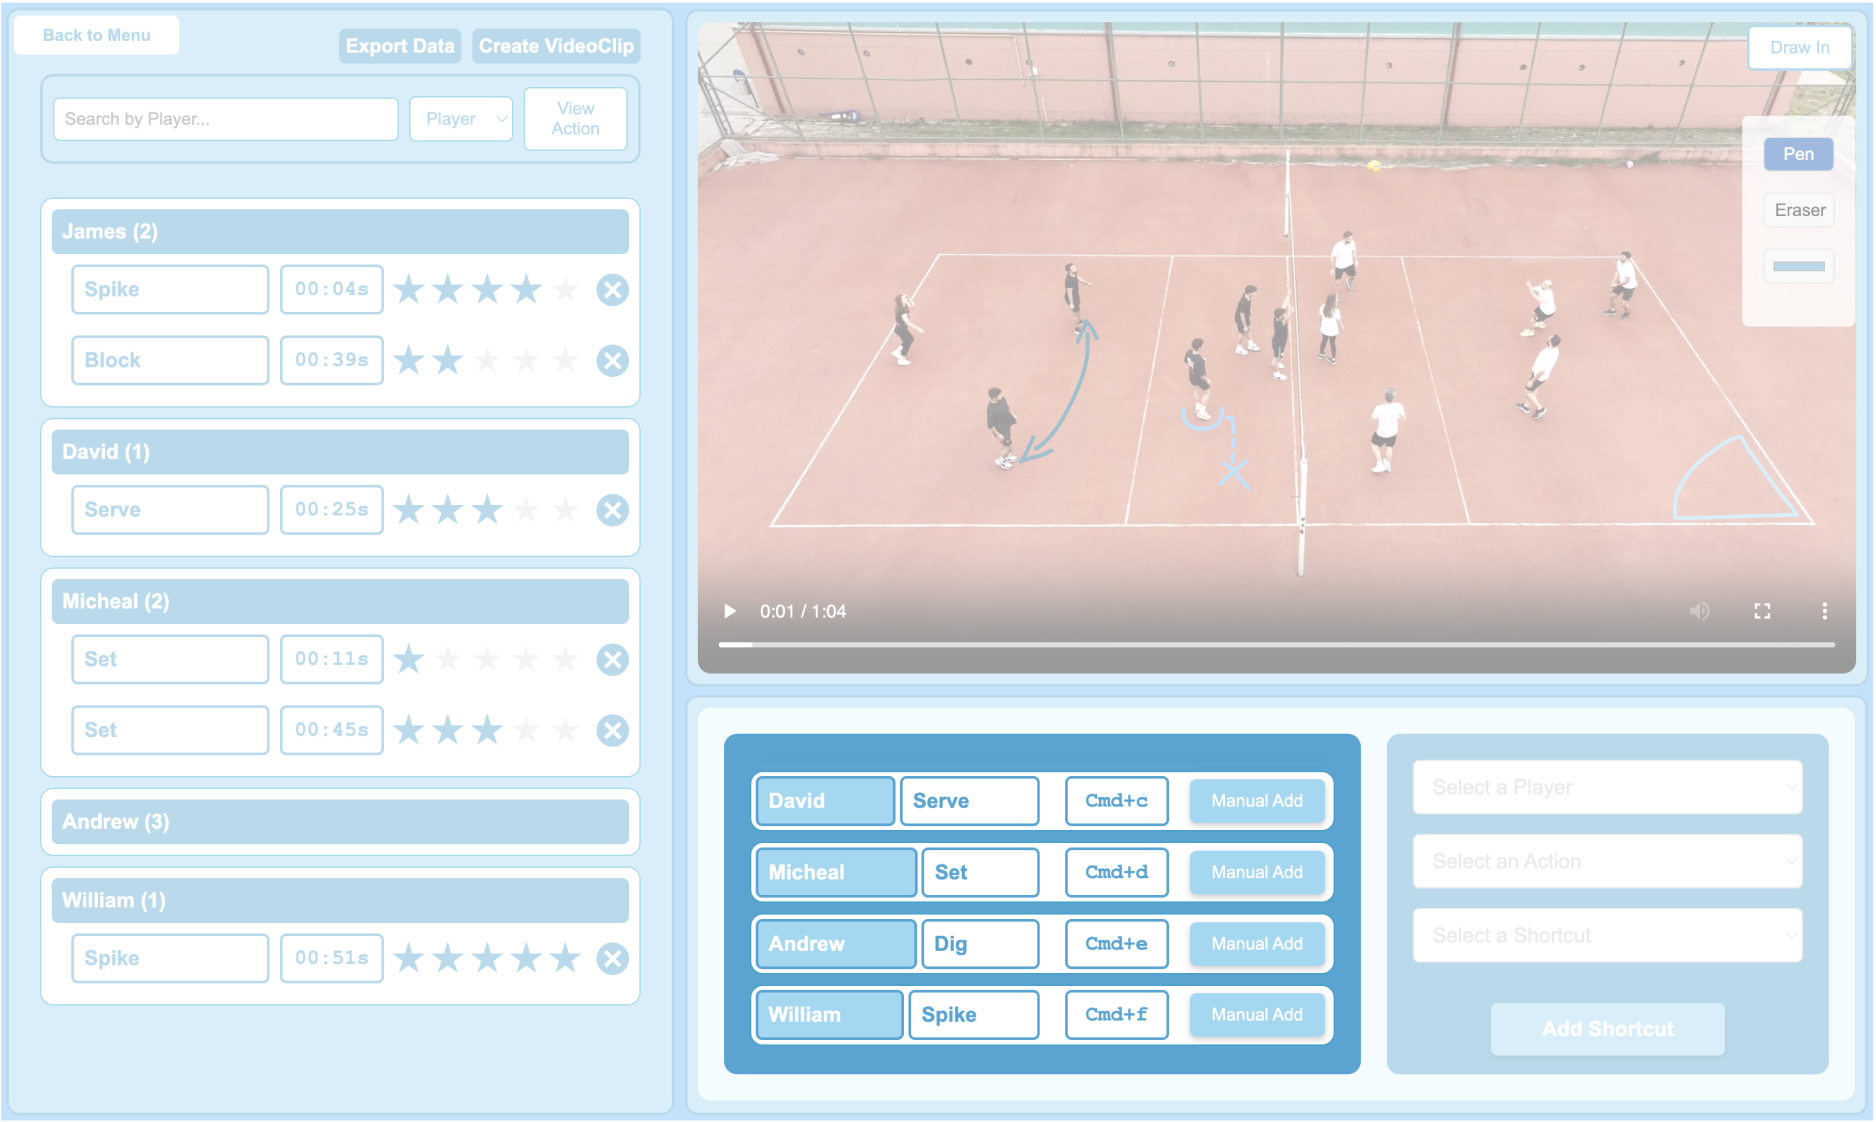 Back to Menu
Export Data
Create VideoClip
Search by Player...
Player
View
Action
James (2)
Spike
00:04s
Block
00:39s
David (1)
Serve
00:25s
Micheal (2)
Set
00:11s
Set
00:45s
Andrew (3)
William (1)
Spike
00:51s
Draw In
Pen
Eraser
0:01 / 1:04
David
Serve
Cmd+c
Manual Add
Micheal
Set
Cmd+d
Manual Add
Andrew
Dig
Cmd+e
Manual Add
William
Spike
Cmd+f
Manual Add
Select a Player
Select an Action
Select a Shortcut
Add Shortcut